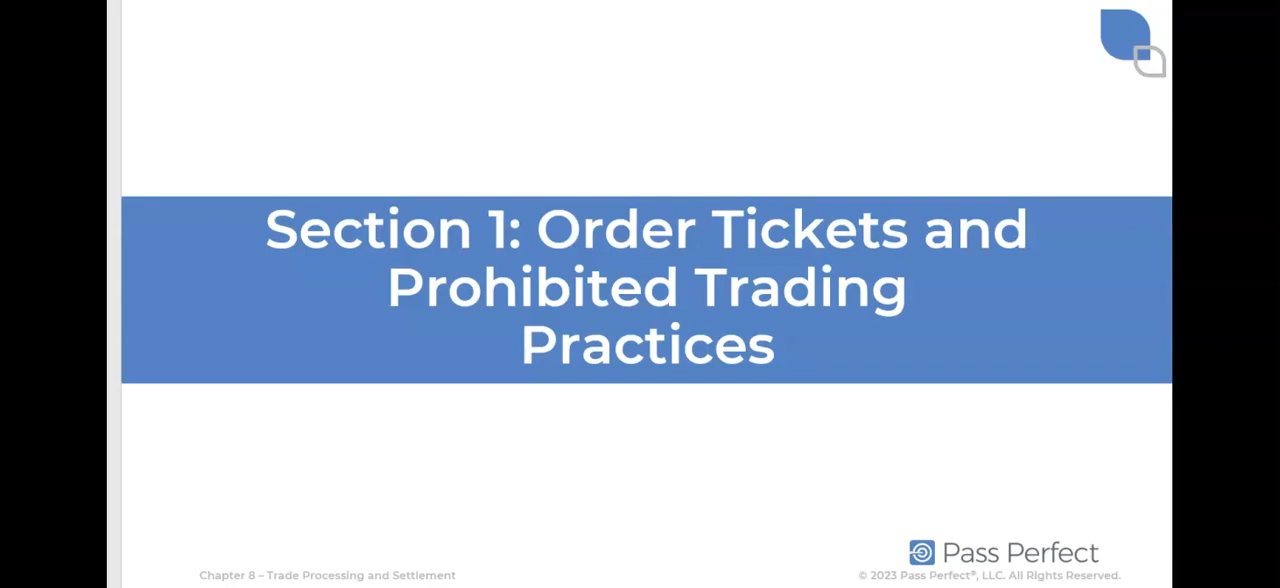 Section 1: Order Tickets and
Prohibited Trading
Practices
Pass Perfect
Chapter 8 – Trade Processing and Settlement
© 2023 Pass Perfect®, LLC. All Rights Reserved.